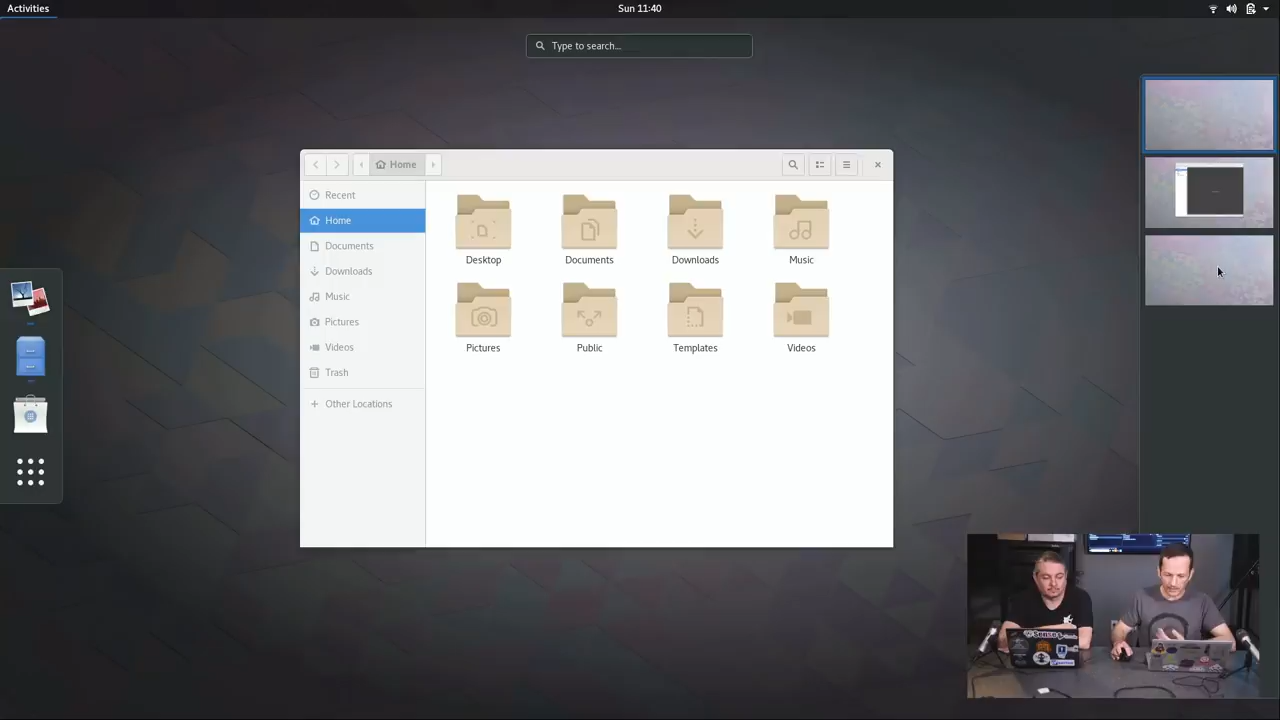 Activities
Sun 11:40
Type to search...
Home
Recent
Home
Documents
Downloads
Music
Pictures
Videos
Trash
Other Locations
Desktop
Documents
Downloads
Music
Pictures
Public
Templates
Videos